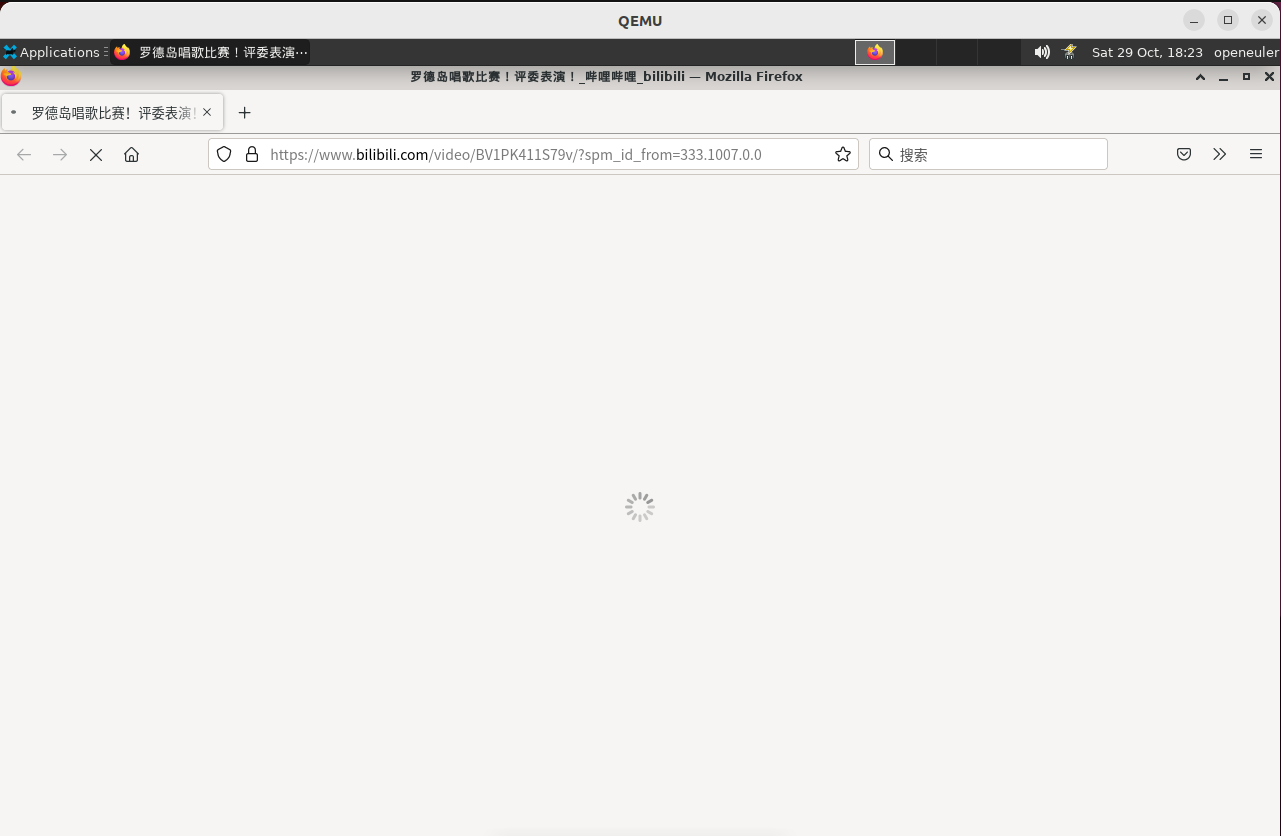 QEMU
Applications 罗德岛唱歌比赛！评委表演… Sat 29 Oct, 18:23 openeuler
罗德岛唱歌比赛！评委表演！_哔哩哔哩_bilibili — Mozilla Firefox
罗德岛唱歌比赛！评委表演！
https://www.bilibili.com/video/BV1PK411S79v/?spm_id_from=333.1007.0.0 搜索